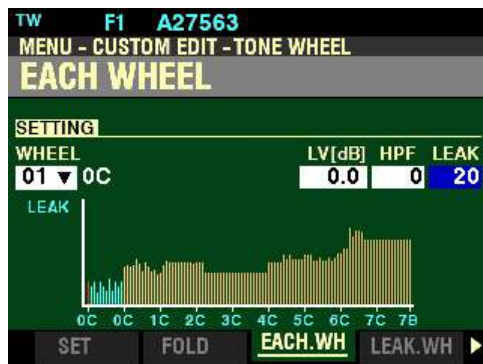 TW F1 A27563
MENU - CUSTOM EDIT - TONE WHEEL
EACH WHEEL
SETTING
WHEEL LV[dB] HPF LEAK
01 ▼ 0C 0.0 0 20
LEAK
0C 0C 1C 2C 3C 4C 5C 6C 7C 7B
SET FOLD EACH.WH LEAK.WH ▶